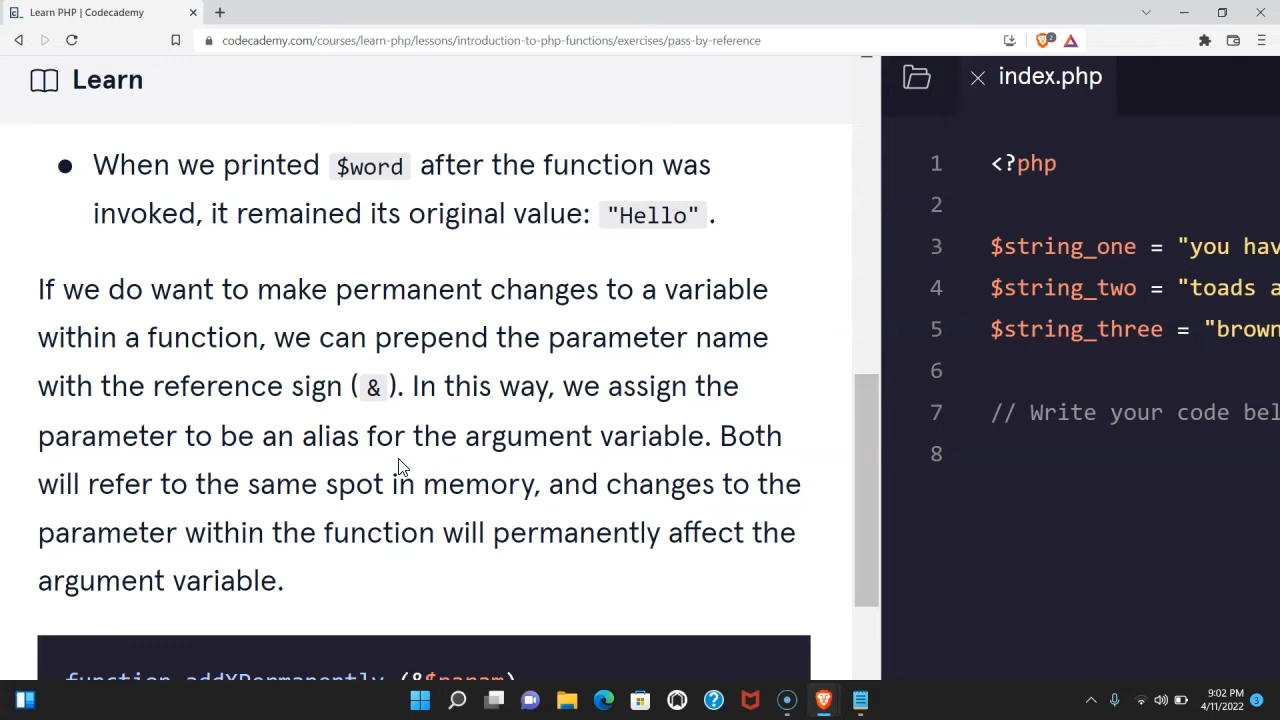 Learn PHP | Codecademy
codecademy.com/courses/learn-php/lessons/introduction-to-php-functions/exercises/pass-by-reference
2
Learn
index.php
When we printed $word after the function was
invoked, it remained its original value: "Hello".
If we do want to make permanent changes to a variable
within a function, we can prepend the parameter name
with the reference sign (&). In this way, we assign the
parameter to be an alias for the argument variable. Both
will refer to the same spot in memory, and changes to the
parameter within the function will permanently affect the
argument variable.
function addXPermanently (&$param)
1 <?php
2
3 $string_one = "you hav
4 $string_two = "toads a
5 $string_three = "brown
6
7 // Write your code bel
8
9:02 PM
4/11/2022
3